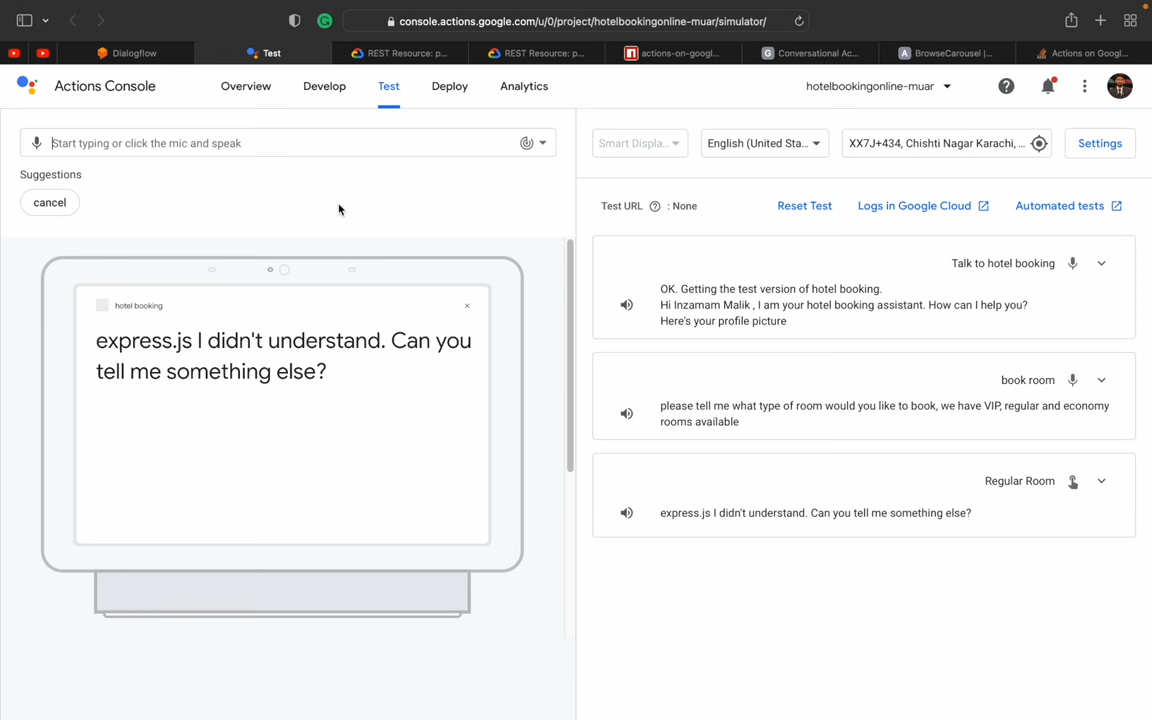 console.actions.google.com/u/0/project/hotelbookingonline-muar/simulator/
Dialogflow
Test
REST Resource: p...
REST Resource: p...
actions-on-googl...
Conversational Ac...
BrowseCarousel |...
Actions on Googl...
Actions Console
Overview
Develop
Test
Deploy
Analytics
hotelbookingonline-muar
Start typing or click the mic and speak
Smart Displa...
English (United Sta...
XX7J+434, Chishti Nagar Karachi, ...
Settings
Suggestions
cancel
Test URL : None
Reset Test
Logs in Google Cloud
Automated tests
hotel booking
express.js I didn't understand. Can you
tell me something else?
Talk to hotel booking
OK. Getting the test version of hotel booking.
Hi Inzamam Malik , I am your hotel booking assistant. How can I help you?
Here's your profile picture
book room
please tell me what type of room would you like to book, we have VIP, regular and economy
rooms available
Regular Room
express.js I didn't understand. Can you tell me something else?